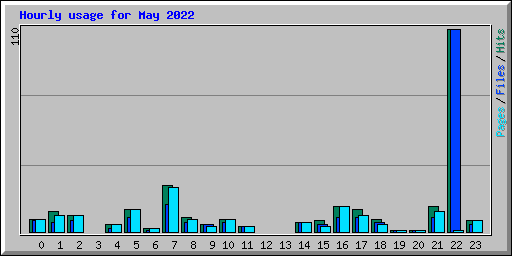 Hourly usage for May 2022
110
Pages/Files/Hits
0 1 2 3 4 5 6 7 8 9 10 11 12 13 14 15 16 17 18 19 20 21 22 23